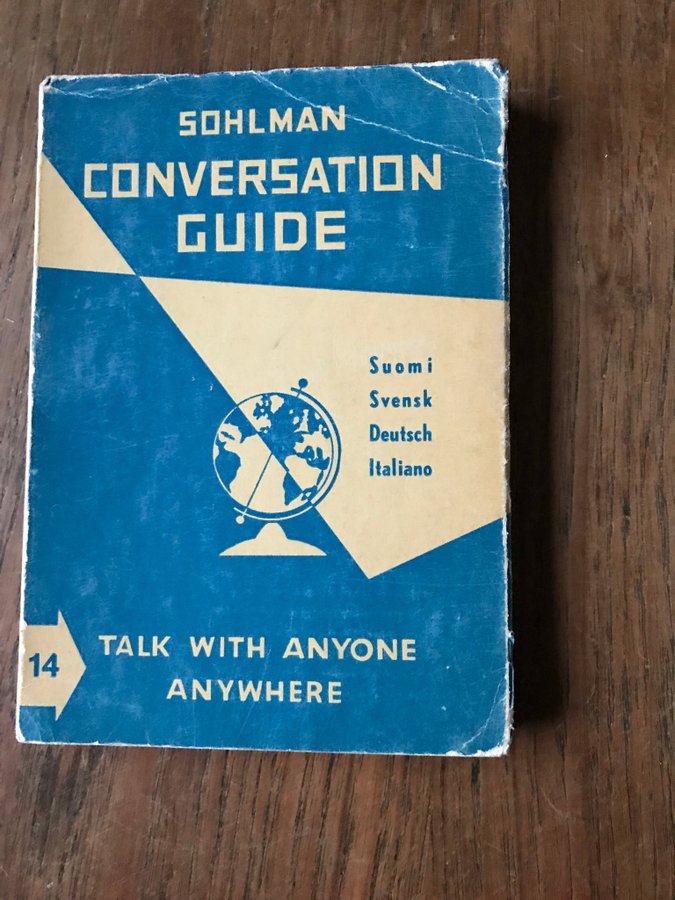 SOHLMAN
CONVERSATION
GUIDE
Suomi
Svensk
Deutsch
Italiano
14
TALK WITH ANYONE
ANYWHERE